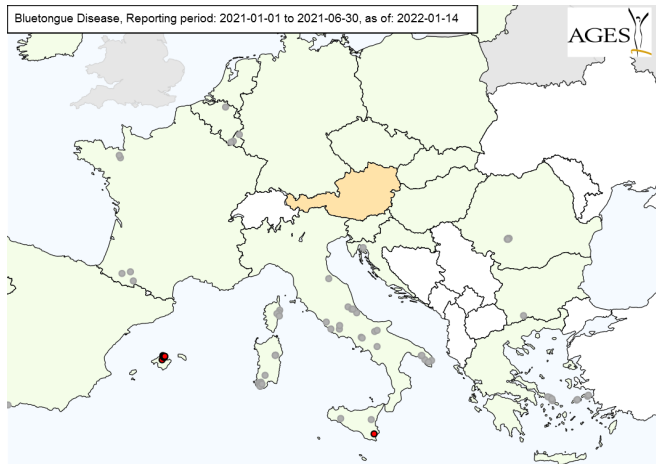 Bluetongue Disease, Reporting period: 2021-01-01 to 2021-06-30, as of: 2022-01-14
AGES